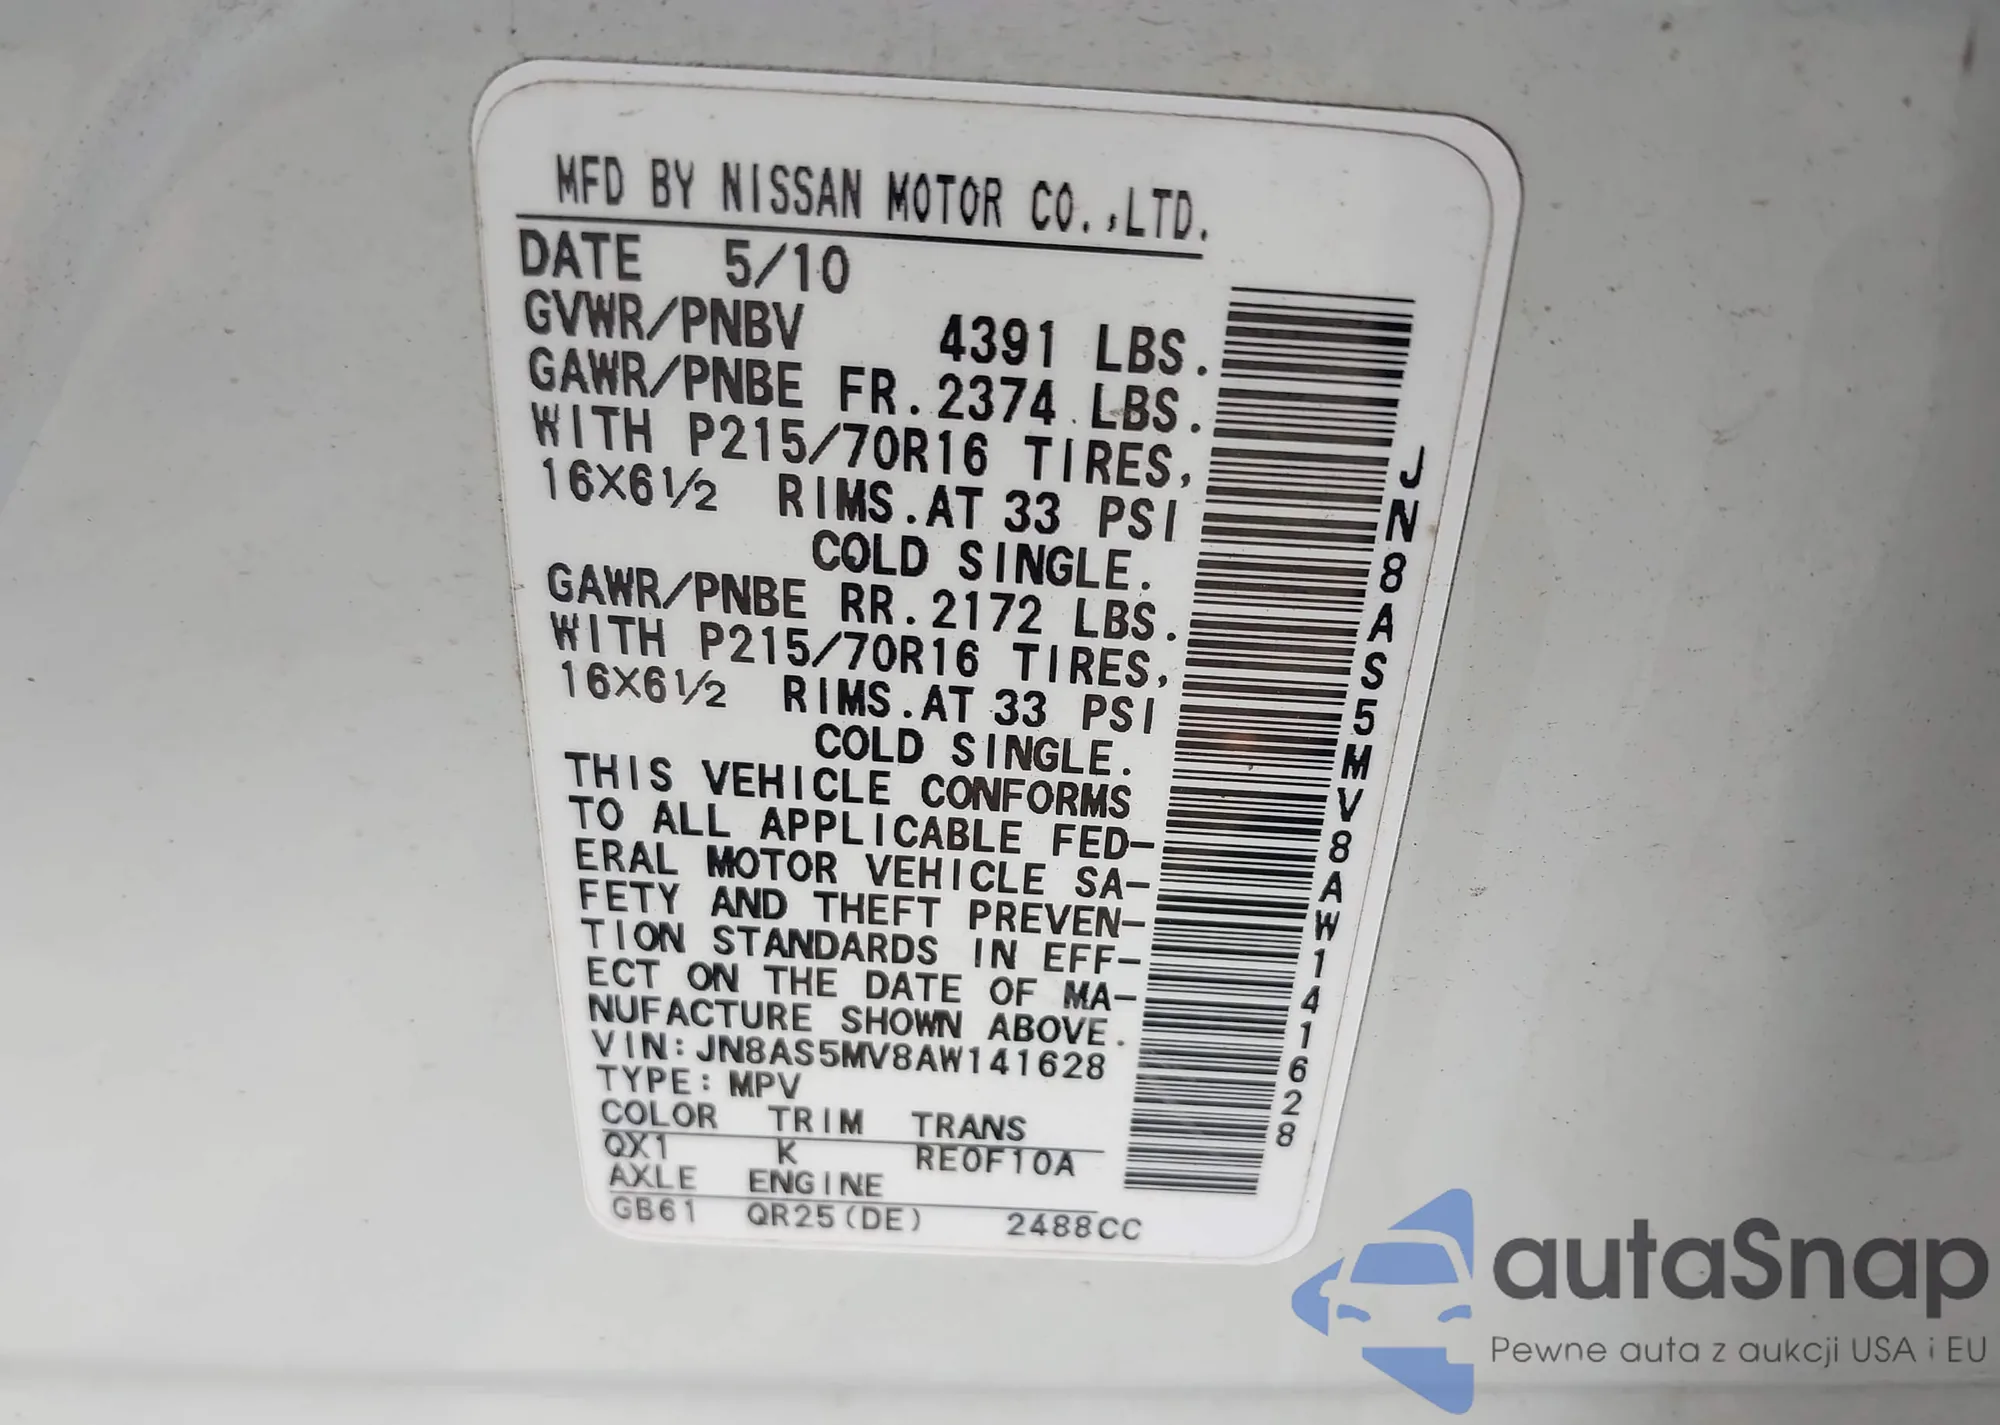 MFD BY NISSAN MOTOR CO.,LTD.
DATE 5/10
GVWR/PNBV 4391 LBS.
GAWR/PNBE FR.2374 LBS.
WITH P215/70R16 TIRES,
16X6½ RIMS.AT 33 PSI
COLD SINGLE.
GAWR/PNBE RR.2172 LBS.
WITH P215/70R16 TIRES,
16X6½ RIMS.AT 33 PSI
COLD SINGLE.
THIS VEHICLE CONFORMS
TO ALL APPLICABLE FED-
ERAL MOTOR VEHICLE SA-
FETY AND THEFT PREVEN-
TION STANDARDS IN EFF-
ECT ON THE DATE OF MA-
NUFACTURE SHOWN ABOVE.
VIN:JN8AS5MV8AW141628
TYPE:MPV
COLOR TRIM TRANS
QX1 K RE0F10A
AXLE ENGINE
GB61 QR25(DE) 2488CC
JN8AS5MV8AW141628
autaSnap
Pewne auta z aukcji USA i EU